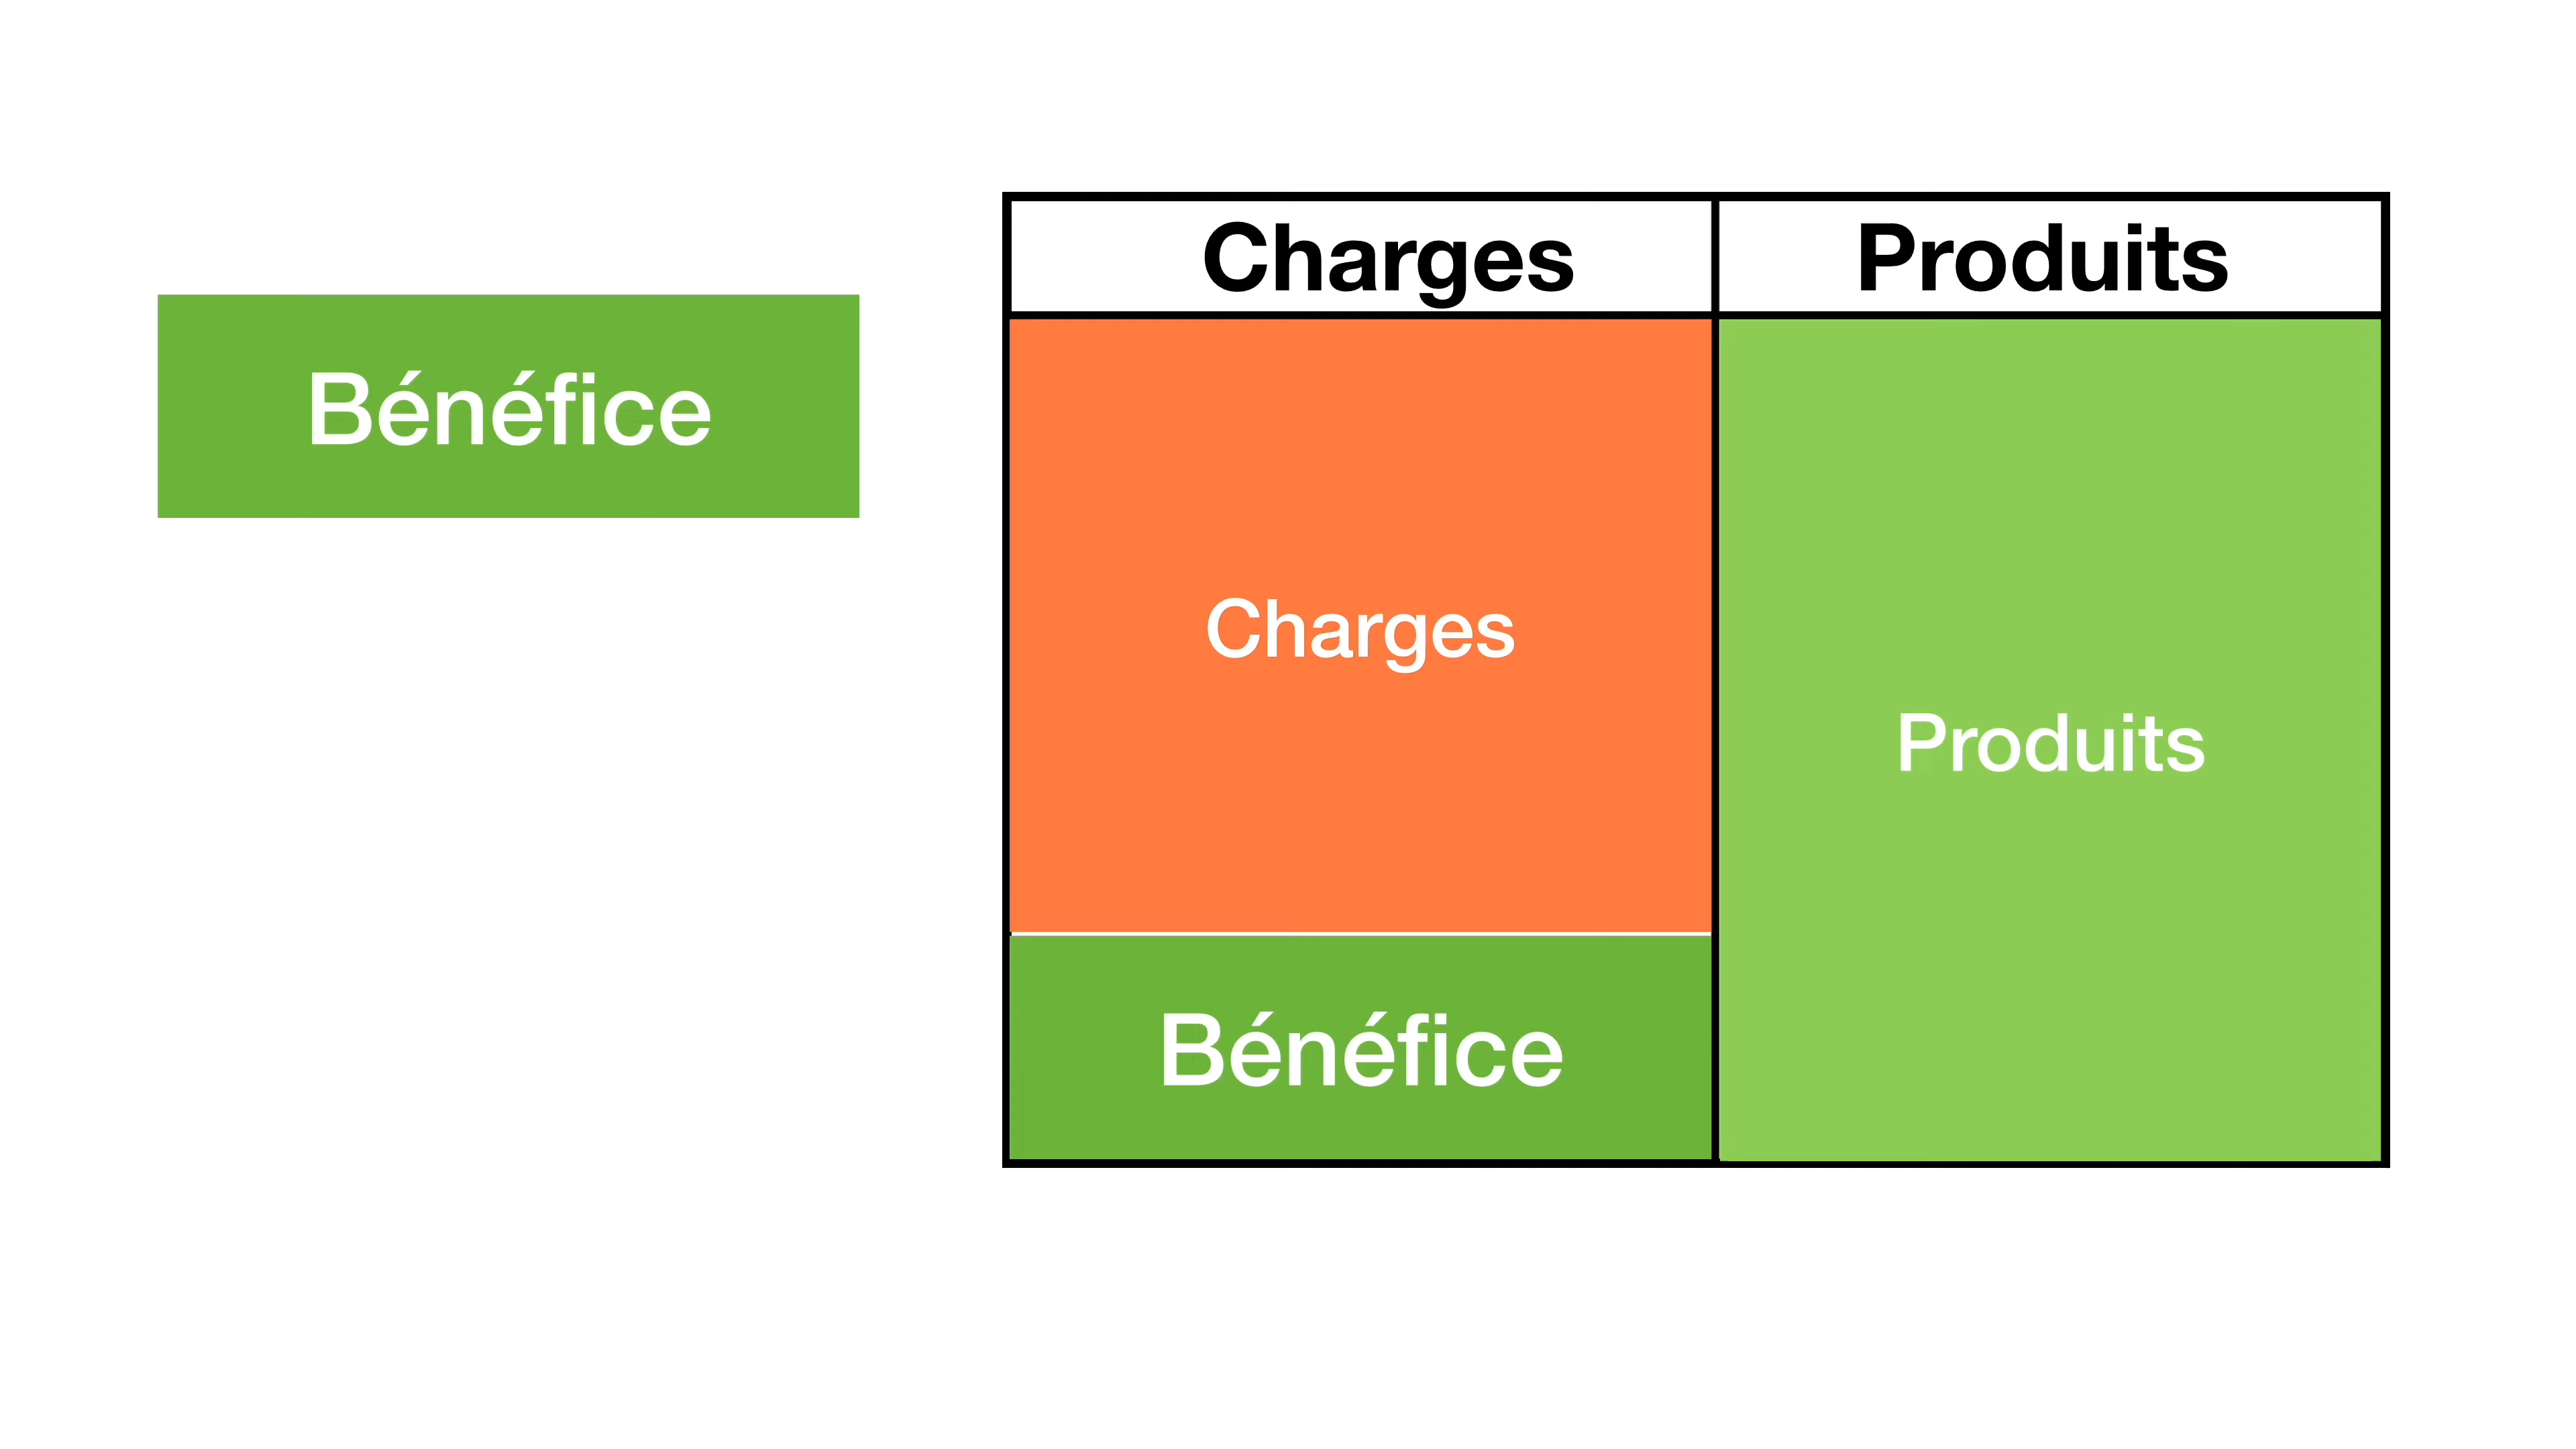 Bénéfice
Charges
Produits
Charges
Produits
Bénéfice